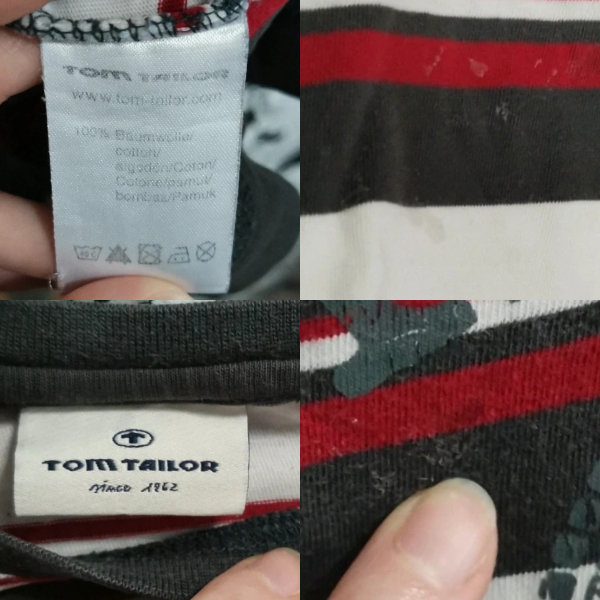 TOM TAILOR
www.tom-tailor.com
100% Baumwolle/
cotton/
algodón/Coton/
Cotone/pamut/
bombaž/Pamuk
TOM TAILOR
since 1962